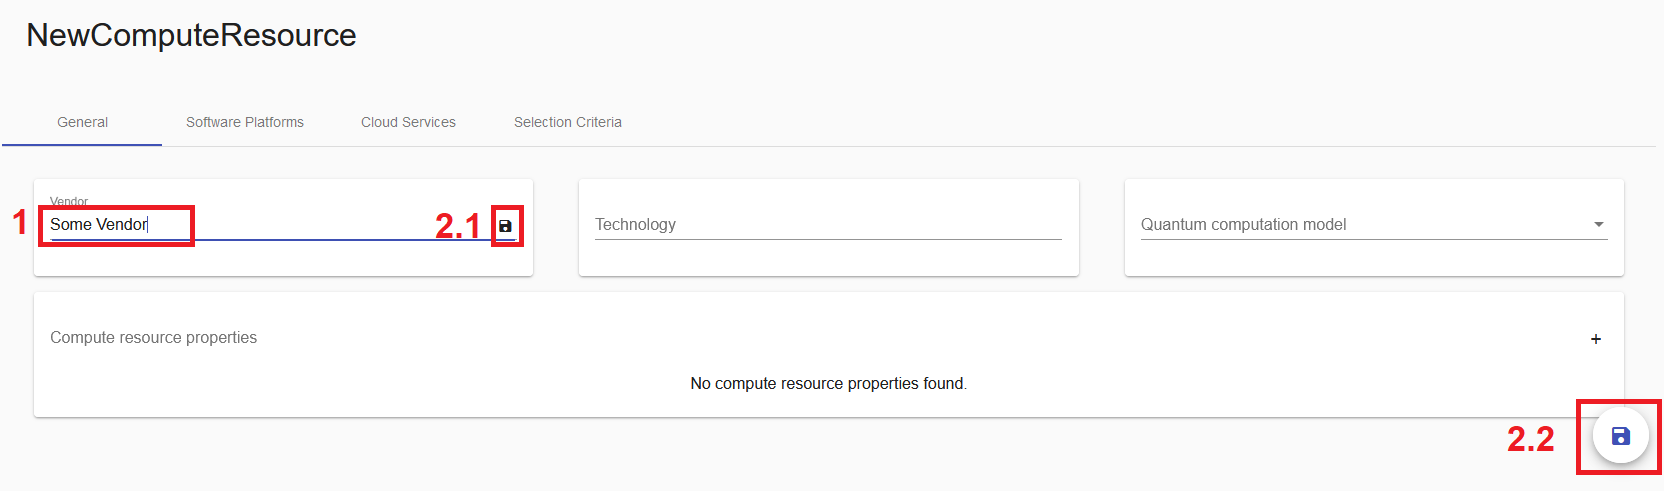 NewComputeResource
General Software Platforms Cloud Services Selection Criteria
Vendor
1 Some Vendor 2.1 Technology Quantum computation model
Compute resource properties +
No compute resource properties found.
2.2